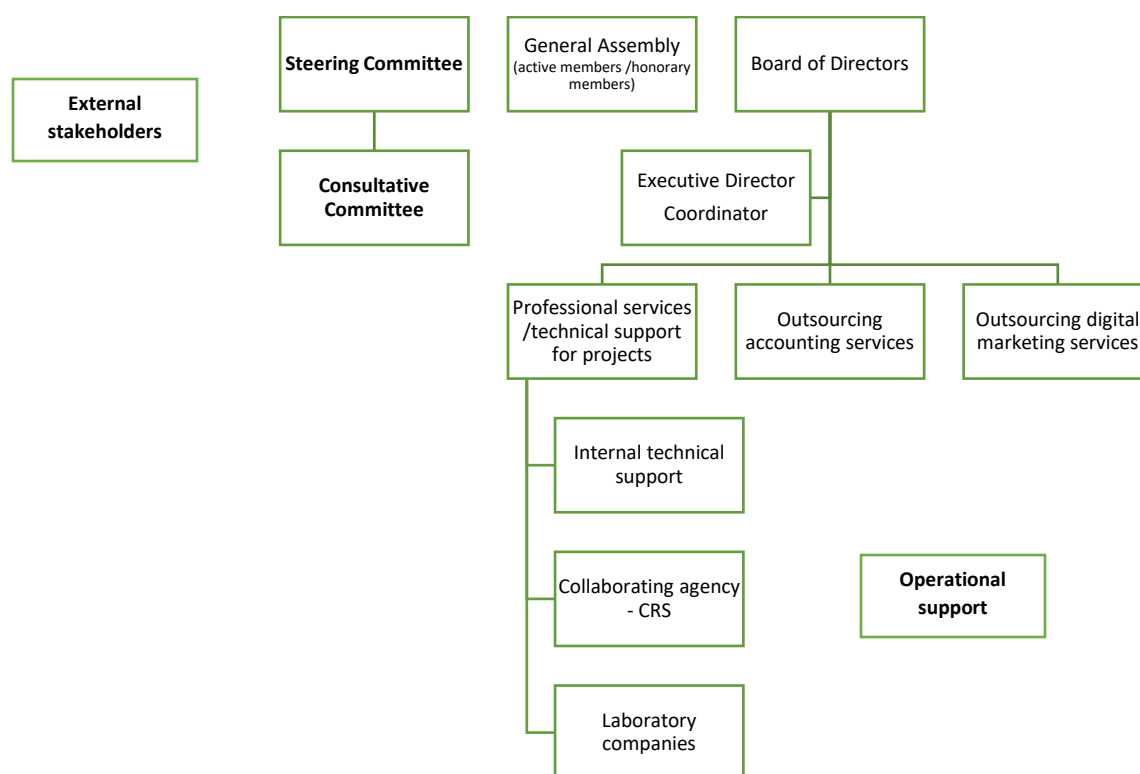 External
stakeholders
Steering Committee
General Assembly
(active members /honorary
members)
Board of Directors
Consultative
Committee
Executive Director
Coordinator
Professional services
/technical support
for projects
Outsourcing
accounting services
Outsourcing digital
marketing services
Internal technical
support
Collaborating agency
- CRS
Operational
support
Laboratory
companies